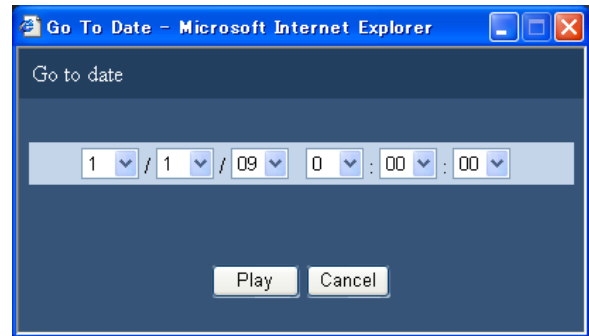 Go To Date - Microsoft Internet Explorer
Go to date
1 / 1 / 09 0 : 00 : 00
Play Cancel